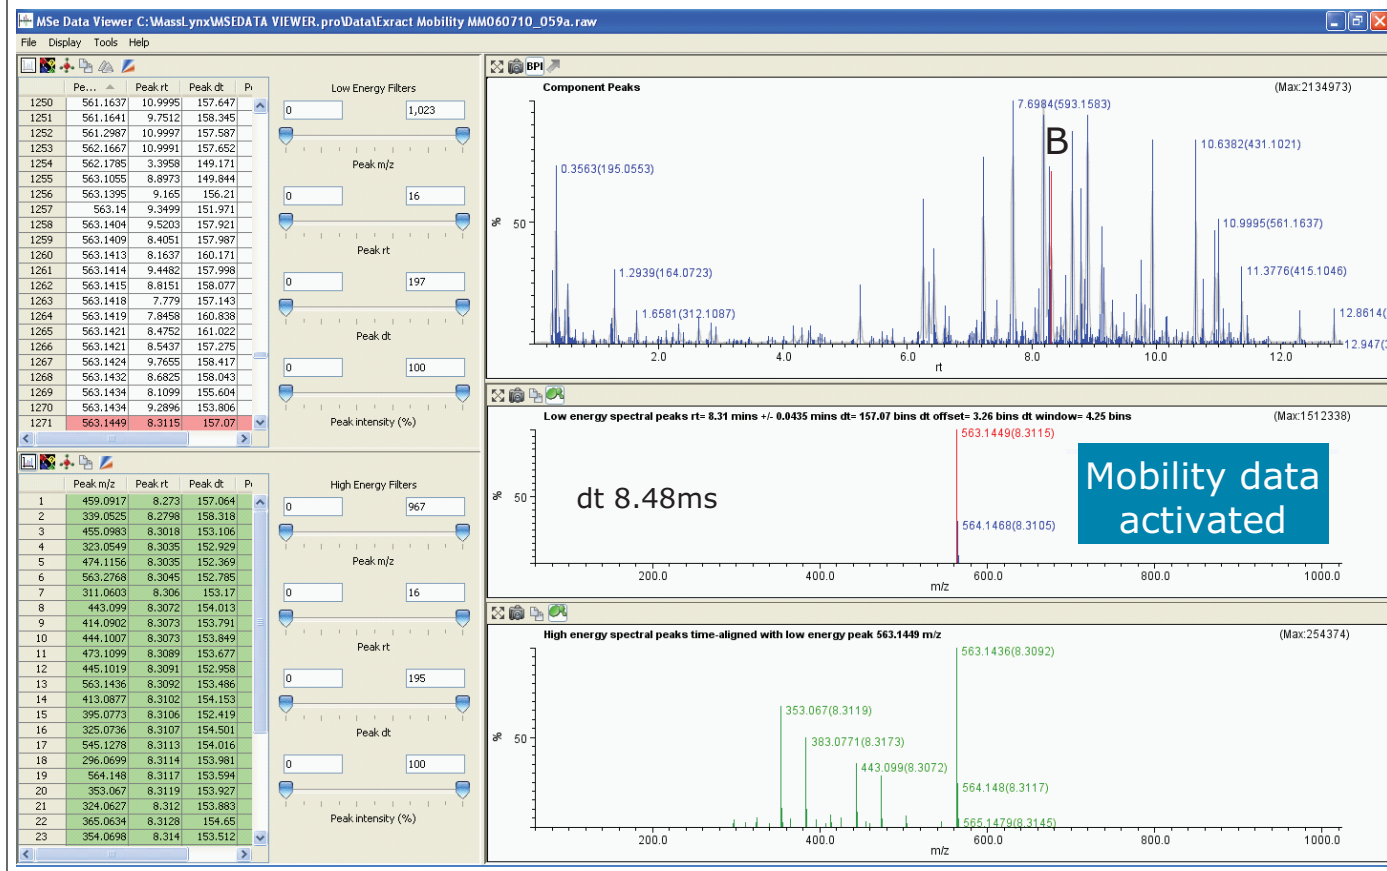 MSe Data Viewer C:\MassLynx\MSEDATA VIEWER.pro\Data\Exract Mobility MM060710_059a.raw
File Display Tools Help
Pe... Peak rt Peak dt
1250 561.1637 10.9995 157.647
1251 561.1641 9.7512 158.345
1252 561.2987 10.9997 157.587
1253 562.1667 10.9991 157.652
1254 562.1785 3.3958 149.171
1255 563.1055 8.8973 149.844
1256 563.1395 9.165 156.21
1257 563.14 9.3499 151.971
1258 563.1404 9.5203 157.921
1259 563.1409 8.4051 157.987
1260 563.1413 8.1637 160.171
1261 563.1414 9.4482 157.998
1262 563.1415 8.8151 158.077
1263 563.1418 7.779 157.143
1264 563.1419 7.8458 160.838
1265 563.1421 8.4752 161.022
1266 563.1421 8.5437 157.275
1267 563.1424 9.7655 158.417
1268 563.1432 8.6825 158.043
1269 563.1434 8.1099 155.604
1270 563.1434 9.2896 153.806
1271 563.1449 8.3115 157.07
Low Energy Filters
0 1,023
Peak m/z
0 16
Peak rt
0 197
Peak dt
0 100
Peak intensity (%)
BPI
Component Peaks (Max:2134973)
7.6984(593.1583)
B
10.6382(431.1021)
0.3563(195.0553)
10.9995(561.1637)
% 50
1.2939(164.0723)
11.3776(415.1046)
1.6581(312.1087)
12.8614(
12.947(3
2.0 4.0 6.0 8.0 10.0 12.0
rt
Low energy spectral peaks rt= 8.31 mins +/- 0.0435 mins dt= 157.07 bins dt offset= 3.26 bins dt window= 4.25 bins (Max:1512338)
563.1449(8.3115)
Mobility data
activated
% 50
dt 8.48ms
564.1468(8.3105)
200.0 400.0 600.0 800.0 1000.0
m/z
Peak m/z Peak rt Peak dt
1 459.0917 8.273 157.064
2 339.0525 8.2798 158.318
3 455.0983 8.3018 153.106
4 323.0549 8.3035 152.929
5 474.1156 8.3035 152.369
6 563.2768 8.3045 152.785
7 311.0603 8.306 153.17
8 443.099 8.3072 154.013
9 414.0902 8.3073 153.791
10 444.1007 8.3073 153.849
11 473.1099 8.3089 153.677
12 445.1019 8.3091 152.958
13 563.1436 8.3092 153.486
14 413.0877 8.3102 154.153
15 395.0773 8.3106 152.419
16 325.0736 8.3107 154.501
17 545.1278 8.3113 154.016
18 296.0699 8.3114 153.981
19 564.148 8.3117 153.594
20 353.067 8.3119 153.927
21 324.0627 8.312 153.883
22 365.0634 8.3128 154.65
23 354.0698 8.314 153.512
High Energy Filters
0 967
Peak m/z
0 16
Peak rt
0 195
Peak dt
0 100
Peak intensity (%)
High energy spectral peaks time-aligned with low energy peak 563.1449 m/z (Max:254374)
563.1436(8.3092)
353.067(8.3119)
% 50
383.0771(8.3173)
443.099(8.3072)
564.148(8.3117)
565.1479(8.3145)
200.0 400.0 600.0 800.0 1000.0
m/z